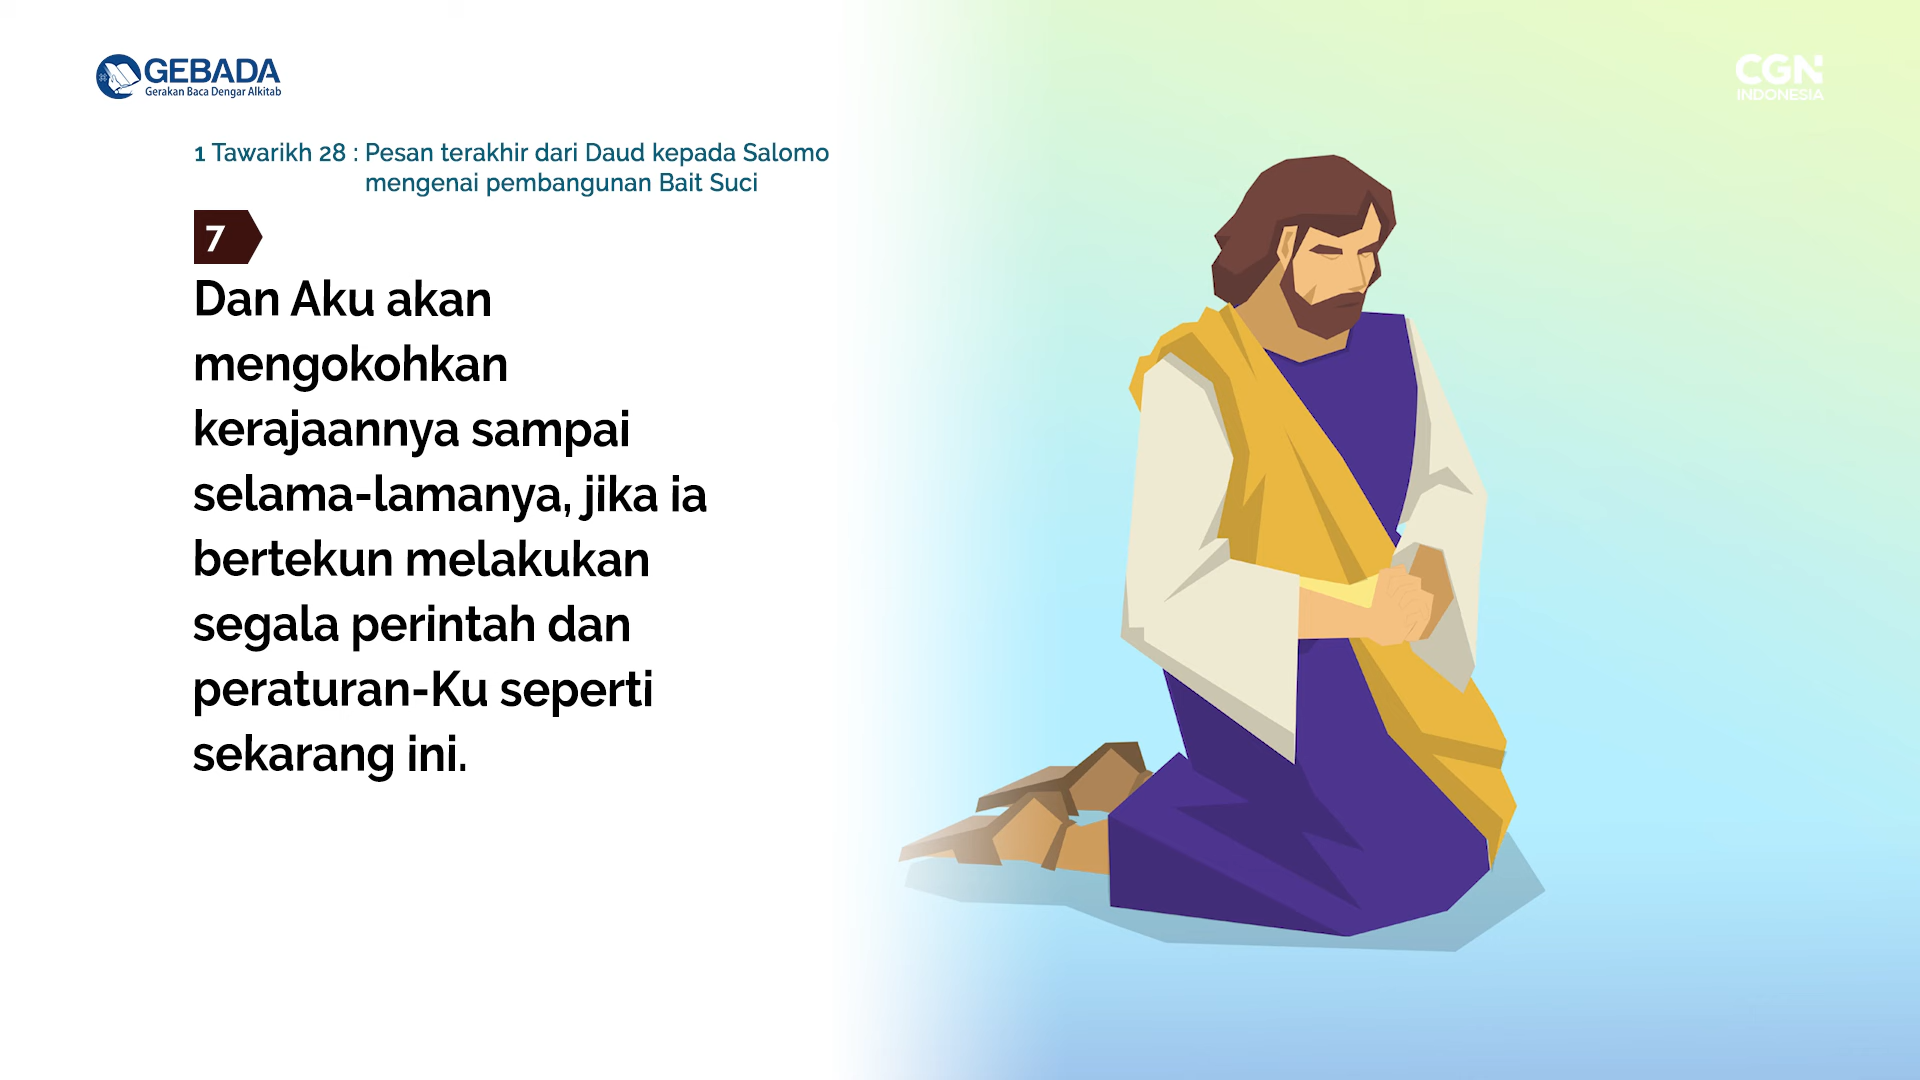 GEBADA
Gerakan Baca Dengar Alkitab
CGN
INDONESIA
1 Tawarikh 28 : Pesan terakhir dari Daud kepada Salomo
mengenai pembangunan Bait Suci
7
Dan Aku akan
mengokohkan
kerajaannya sampai
selama-lamanya, jika ia
bertekun melakukan
segala perintah dan
peraturan-Ku seperti
sekarang ini.